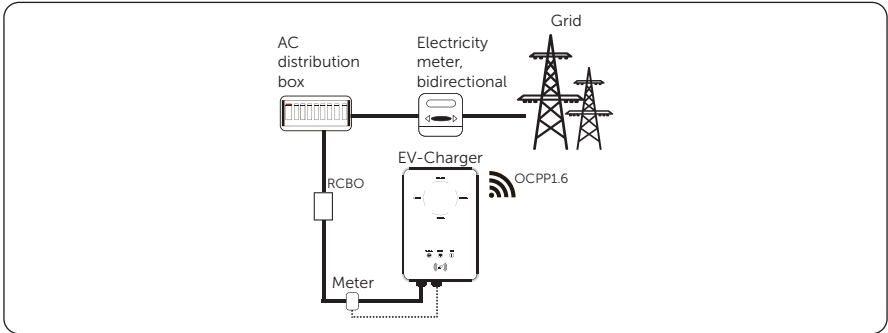 Grid
AC
distribution
box
Electricity
meter,
bidirectional
EV-Charger
RCBO
OCPP1.6
Meter